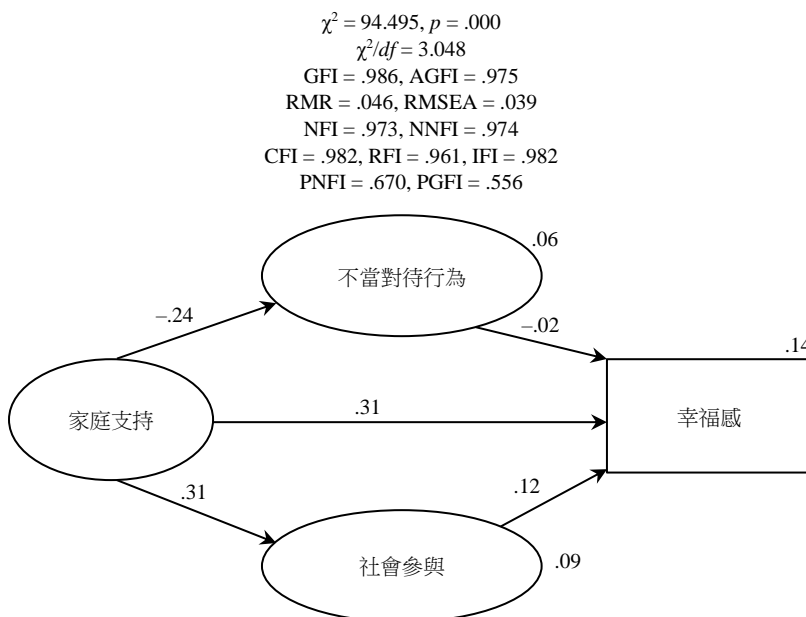 χ² = 94.495, p = .000
χ²/df = 3.048
GFI = .986, AGFI = .975
RMR = .046, RMSEA = .039
NFI = .973, NNFI = .974
CFI = .982, RFI = .961, IFI = .982
PNFI = .670, PGFI = .556
.06
不當對待行為
–.24
–.02
.14
家庭支持
.31
幸福感
.31
.12
社會參與
.09